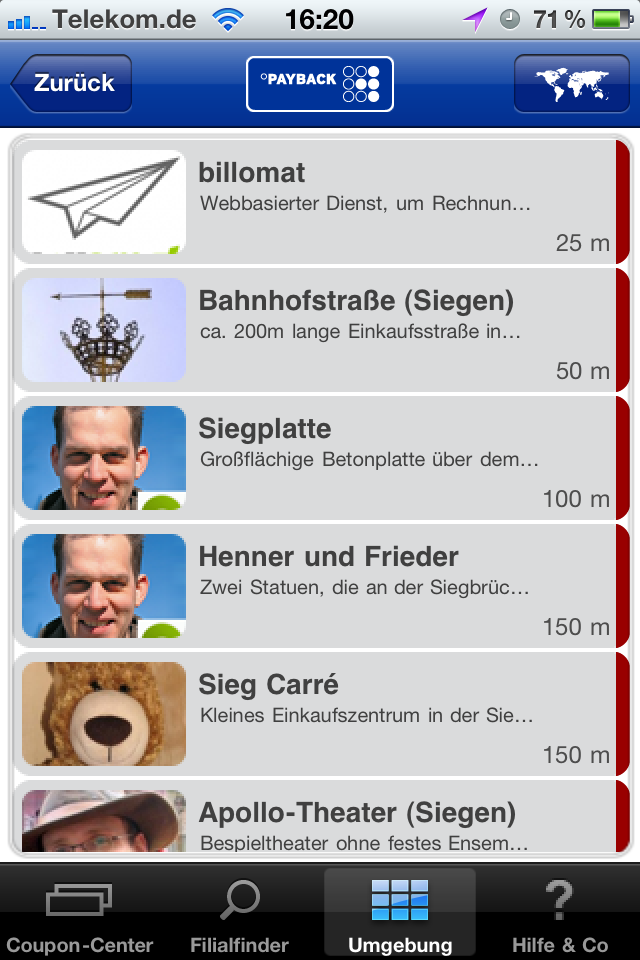 Telekom.de 16:20 71 %
Zurück
°PAYBACK
billomat
Webbasierter Dienst, um Rechnun...
25 m
Bahnhofstraße (Siegen)
ca. 200m lange Einkaufsstraße in...
50 m
Siegplatte
Großflächige Betonplatte über dem...
100 m
Henner und Frieder
Zwei Statuen, die an der Siegbrüc...
150 m
Sieg Carré
Kleines Einkaufszentrum in der Sie...
150 m
Apollo-Theater (Siegen)
Bespieltheater ohne festes Ensem...
Coupon-Center Filialfinder Umgebung Hilfe & Co